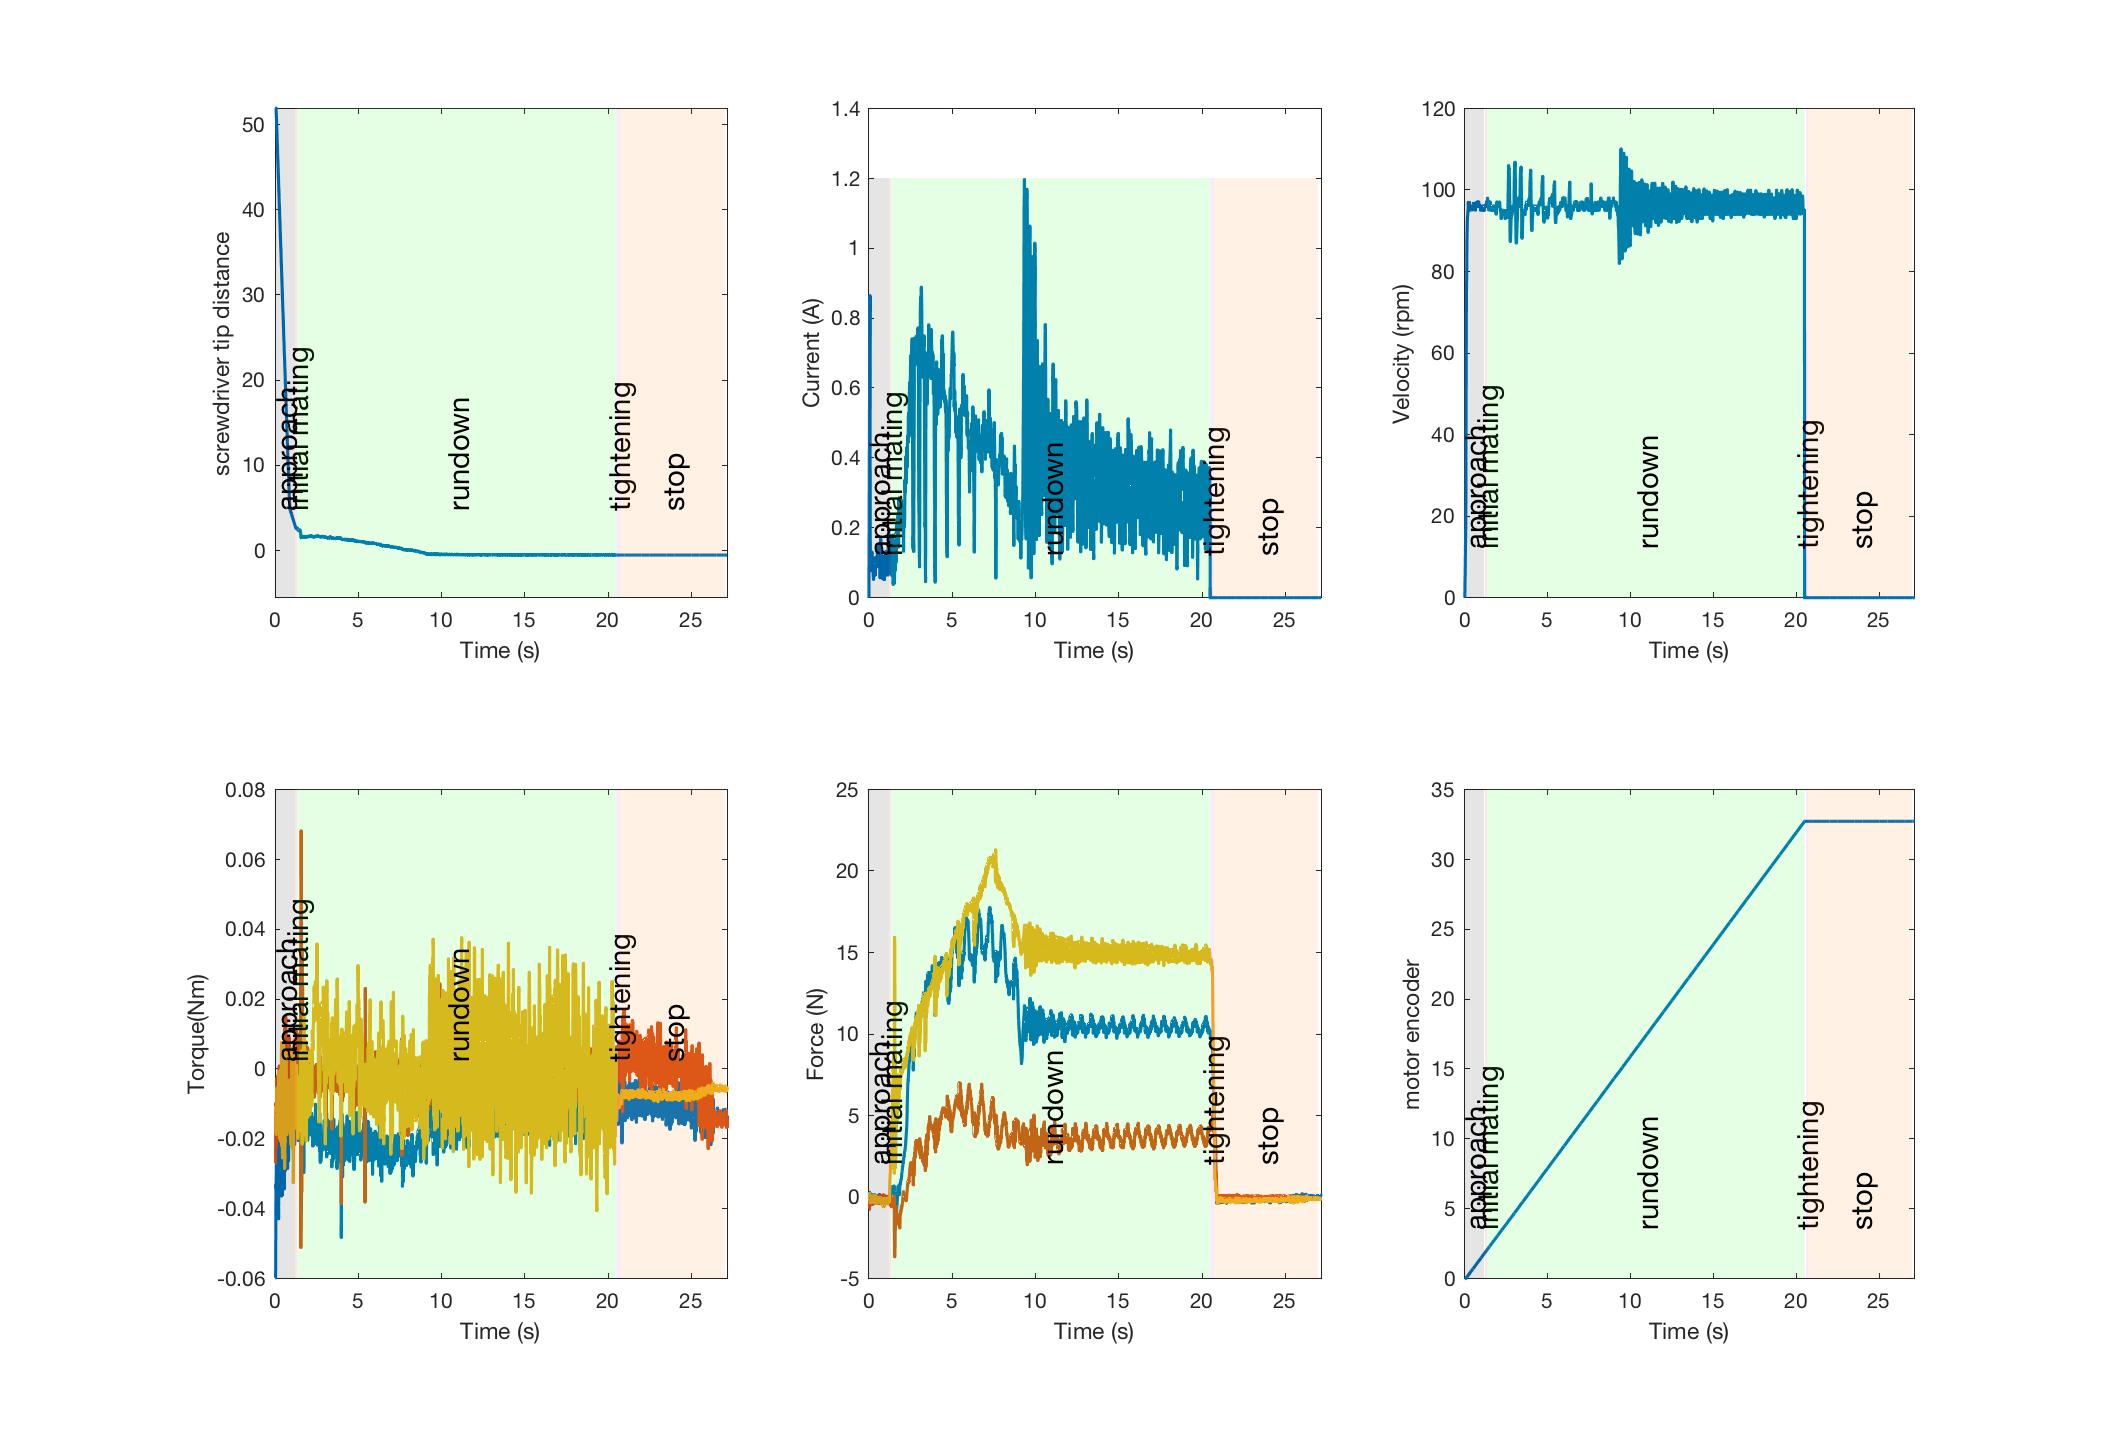 screwdriver tip distance
50
40
30
20
10
0
0 5 10 15 20 25
Time (s)
approach
initial mating
rundown
tightening
stop
Current (A)
1.4
1.2
1
0.8
0.6
0.4
0.2
0
0 5 10 15 20 25
Time (s)
approach
initial mating
rundown
tightening
stop
Velocity (rpm)
120
100
80
60
40
20
0
0 5 10 15 20 25
Time (s)
approach
initial mating
rundown
tightening
stop
Torque(Nm)
0.08
0.06
0.04
0.02
0
-0.02
-0.04
-0.06
0 5 10 15 20 25
Time (s)
approach
initial mating
rundown
tightening
stop
Force (N)
25
20
15
10
5
0
-5
0 5 10 15 20 25
Time (s)
approach
initial mating
rundown
tightening
stop
motor encoder
35
30
25
20
15
10
5
0
0 5 10 15 20 25
Time (s)
approach
initial mating
rundown
tightening
stop